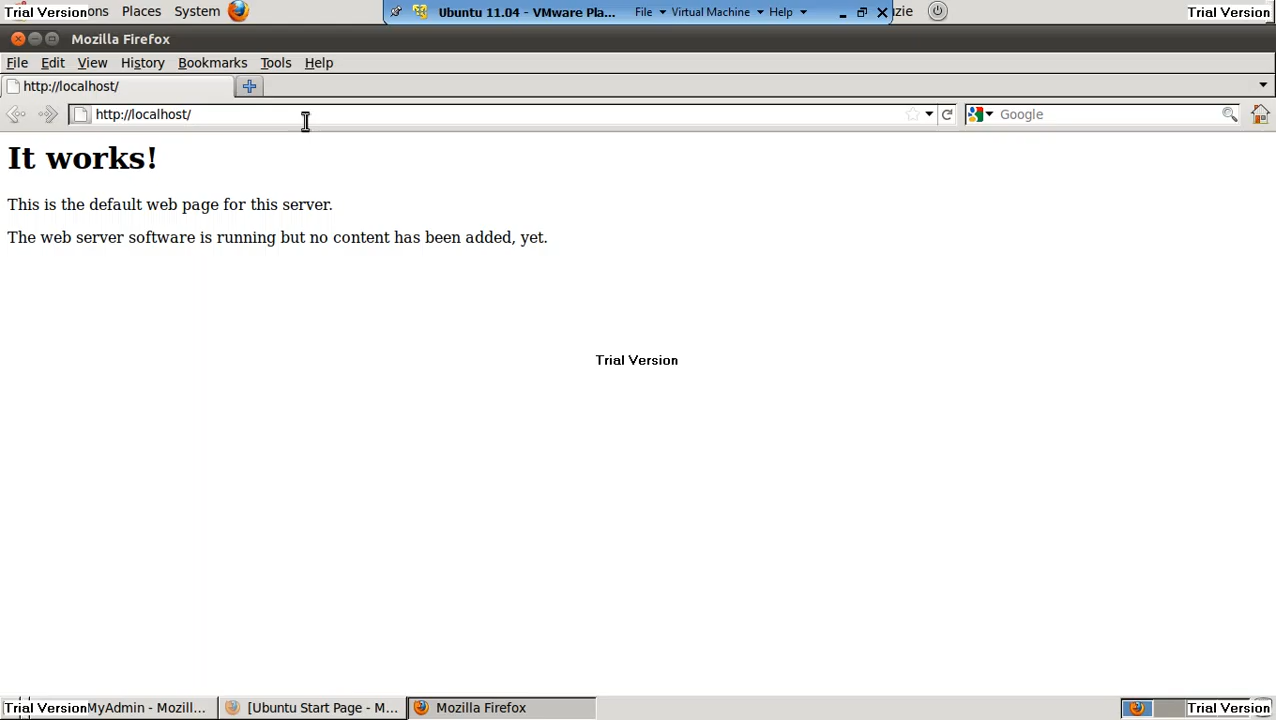 Trial Version ons Places System Ubuntu 11.04 - VMware Pla... File Virtual Machine Help zie Trial Version
Mozilla Firefox
File Edit View History Bookmarks Tools Help
http://localhost/
http://localhost/ Google
It works!
This is the default web page for this server.
The web server software is running but no content has been added, yet.
Trial Version
Trial Version MyAdmin - Mozill... [Ubuntu Start Page - M... Mozilla Firefox Trial Version